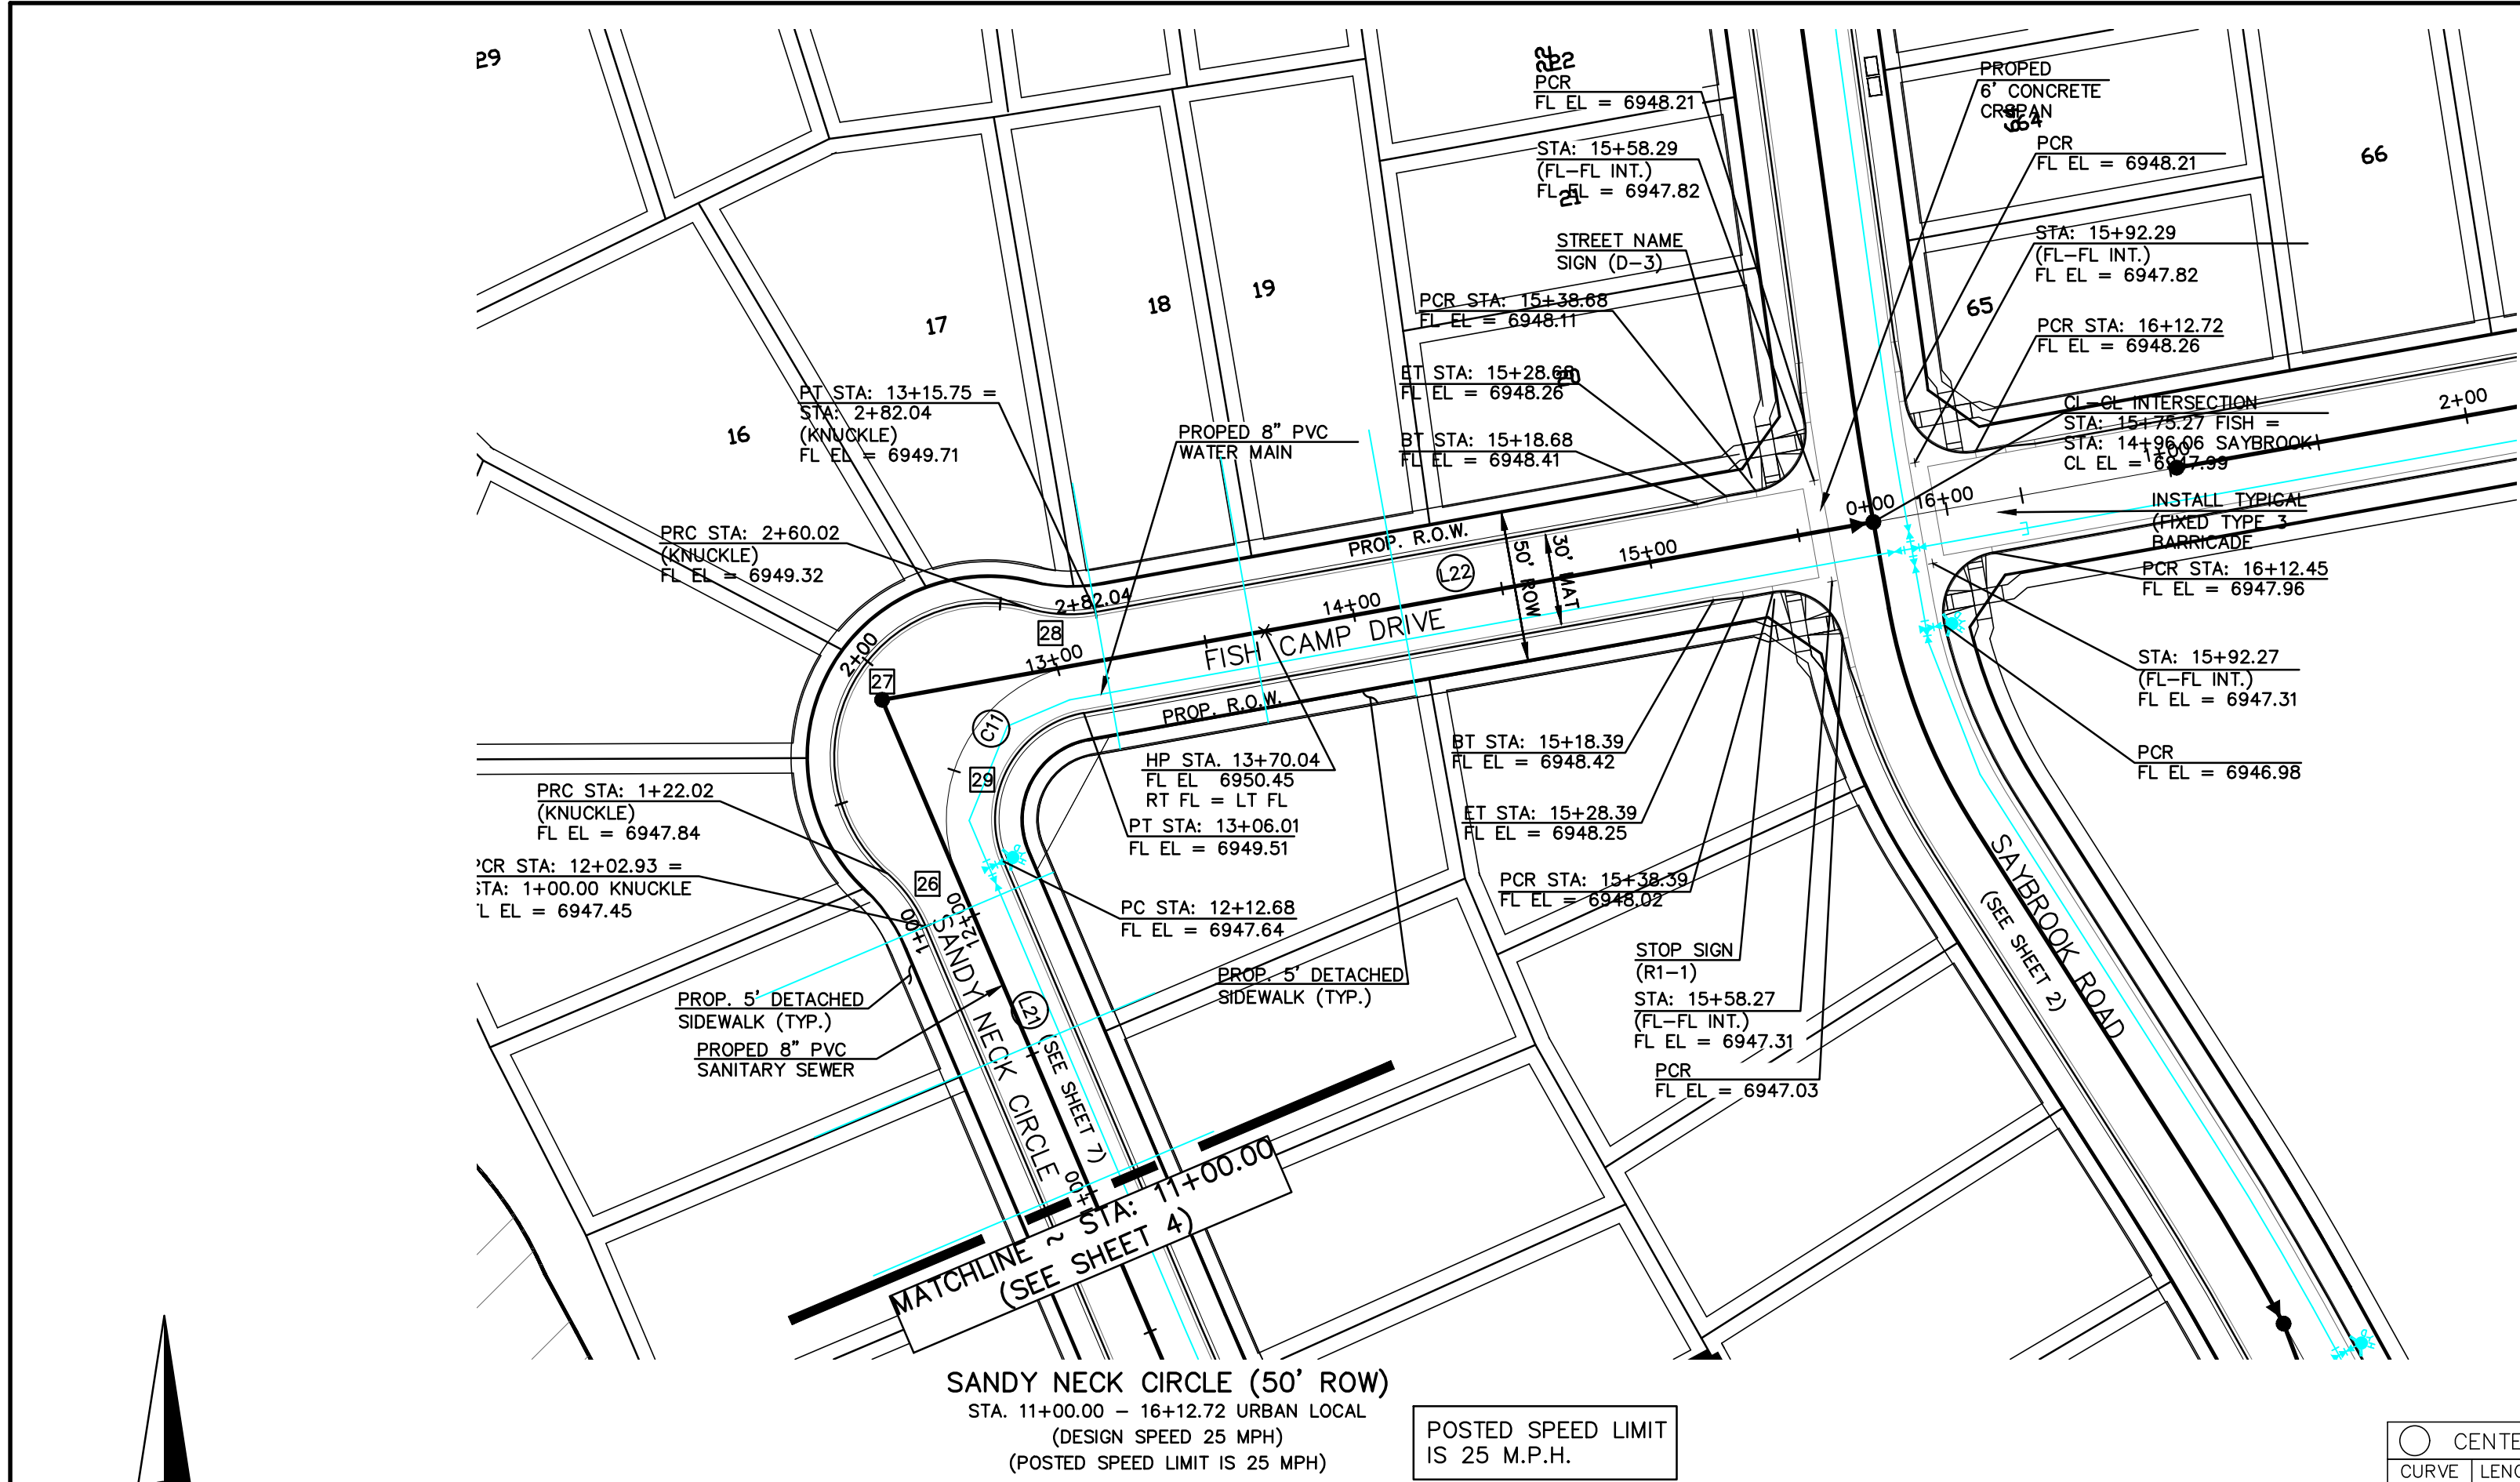 29
22
PCR
FL EL = 6948.21
PROPED
6' CONCRETE
64
PCR
FL EL = 6948.21
66
STA: 15+58.29
(FL-FL INT.)
FL EL = 6947.82
21
STREET NAME
SIGN (D-3)
STA: 15+92.29
(FL-FL INT.)
FL EL = 6947.82
65
17
18
19
PCR STA: 15+38.68
FL EL = 6948.11
PCR STA: 16+12.72
FL EL = 6948.26
ET STA: 15+28.68
FL EL = 6948.26
20
PT STA: 13+15.75 =
STA: 2+82.04
(KNUCKLE)
FL EL = 6949.71
16
PROPED 8" PVC
WATER MAIN
BT STA: 15+18.68
FL EL = 6948.41
CL-CL INTERSECTION
STA: 15+75.27 FISH =
STA: 14+96.06 SAYBROOK
CL EL = 6947.99
2+00
1+00
0+00
16+00
INSTALL TYPICAL
(FIXED TYPE 3
BARRICADE
PRC STA: 2+60.02
(KNUCKLE)
FL EL = 6949.32
PROP. R.O.W.
L22
50' ROW
30' MAT
15+00
PCR STA: 16+12.45
FL EL = 6947.96
2+82.04
14+00
28
13+00
FISH CAMP DRIVE
2+00
27
PROP. R.O.W.
C11
STA: 15+92.27
(FL-FL INT.)
FL EL = 6947.31
29
HP STA. 13+70.04
FL EL 6950.45
RT FL = LT FL
BT STA: 15+18.39
FL EL = 6948.42
PCR
FL EL = 6946.98
PRC STA: 1+22.02
(KNUCKLE)
FL EL = 6947.84
PT STA: 13+06.01
FL EL = 6949.51
ET STA: 15+28.39
FL EL = 6948.25
PCR STA: 12+02.93 =
STA: 1+00.00 KNUCKLE
FL EL = 6947.45
26
PC STA: 12+12.68
FL EL = 6947.64
PCR STA: 15+38.39
FL EL = 6948.02
SAYBROOK ROAD
(SEE SHEET 2)
1+00
12+00
STOP SIGN
(R1-1)
PROP. 5' DETACHED
SIDEWALK (TYP.)
PROP. 5' DETACHED
SIDEWALK (TYP.)
L21
SANDY NECK CIRCLE
(SEE SHEET 7)
STA: 15+58.27
(FL-FL INT.)
FL EL = 6947.31
PROPED 8" PVC
SANITARY SEWER
PCR
FL EL = 6947.03
11+00
MATCHLINE ~ STA: 11+00.00
(SEE SHEET 4)
SANDY NECK CIRCLE (50' ROW)
STA. 11+00.00 - 16+12.72 URBAN LOCAL
(DESIGN SPEED 25 MPH)
(POSTED SPEED LIMIT IS 25 MPH)
POSTED SPEED LIMIT
IS 25 M.P.H.
CENTE
CURVE LENG